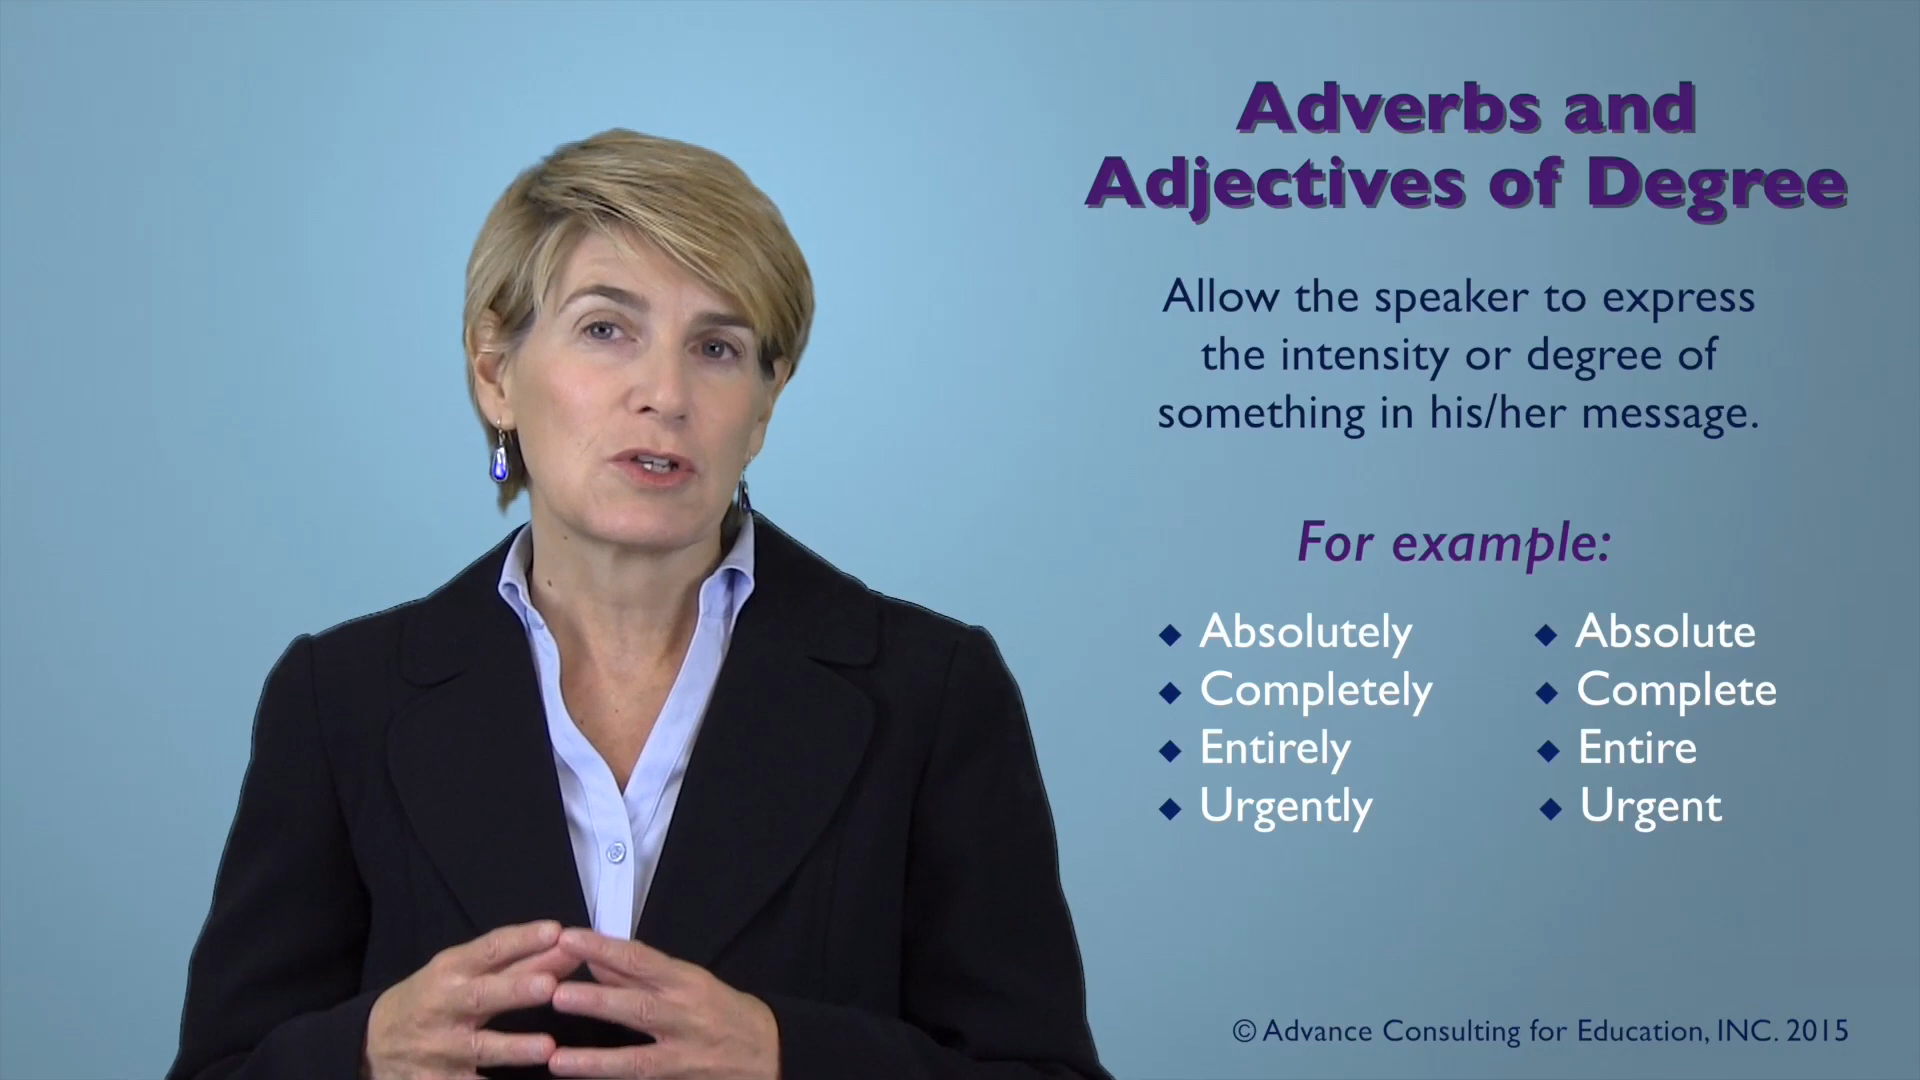 Adverbs and
Adjectives of Degree
Allow the speaker to express
the intensity or degree of
something in his/her message.
For example:
◆ Absolutely
◆ Completely
◆ Entirely
◆ Urgently
◆ Absolute
◆ Complete
◆ Entire
◆ Urgent
© Advance Consulting for Education, INC. 2015